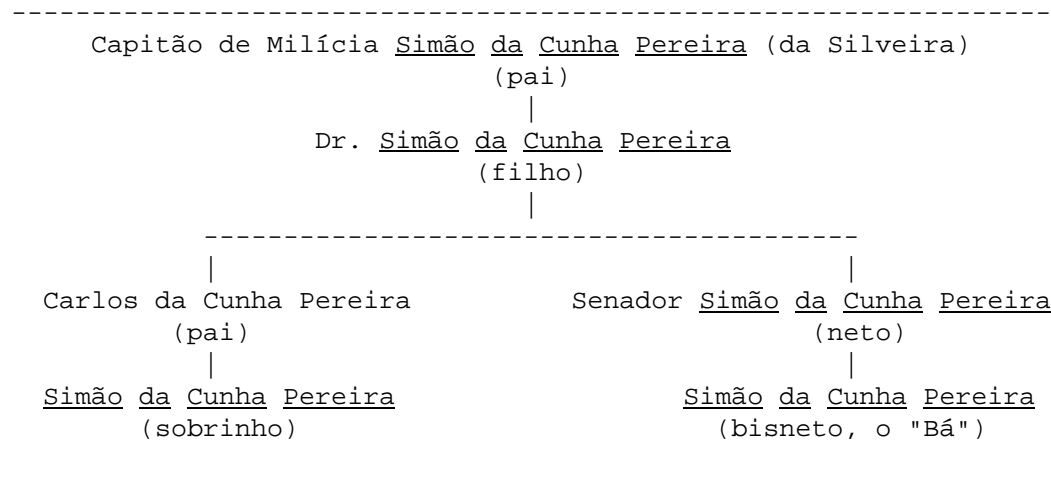 Capitão de Milícia Simão da Cunha Pereira (da Silveira)
(pai)
Dr. Simão da Cunha Pereira
(filho)
Carlos da Cunha Pereira Senador Simão da Cunha Pereira
(pai) (neto)
Simão da Cunha Pereira Simão da Cunha Pereira
(sobrinho) (bisneto, o "Bá")